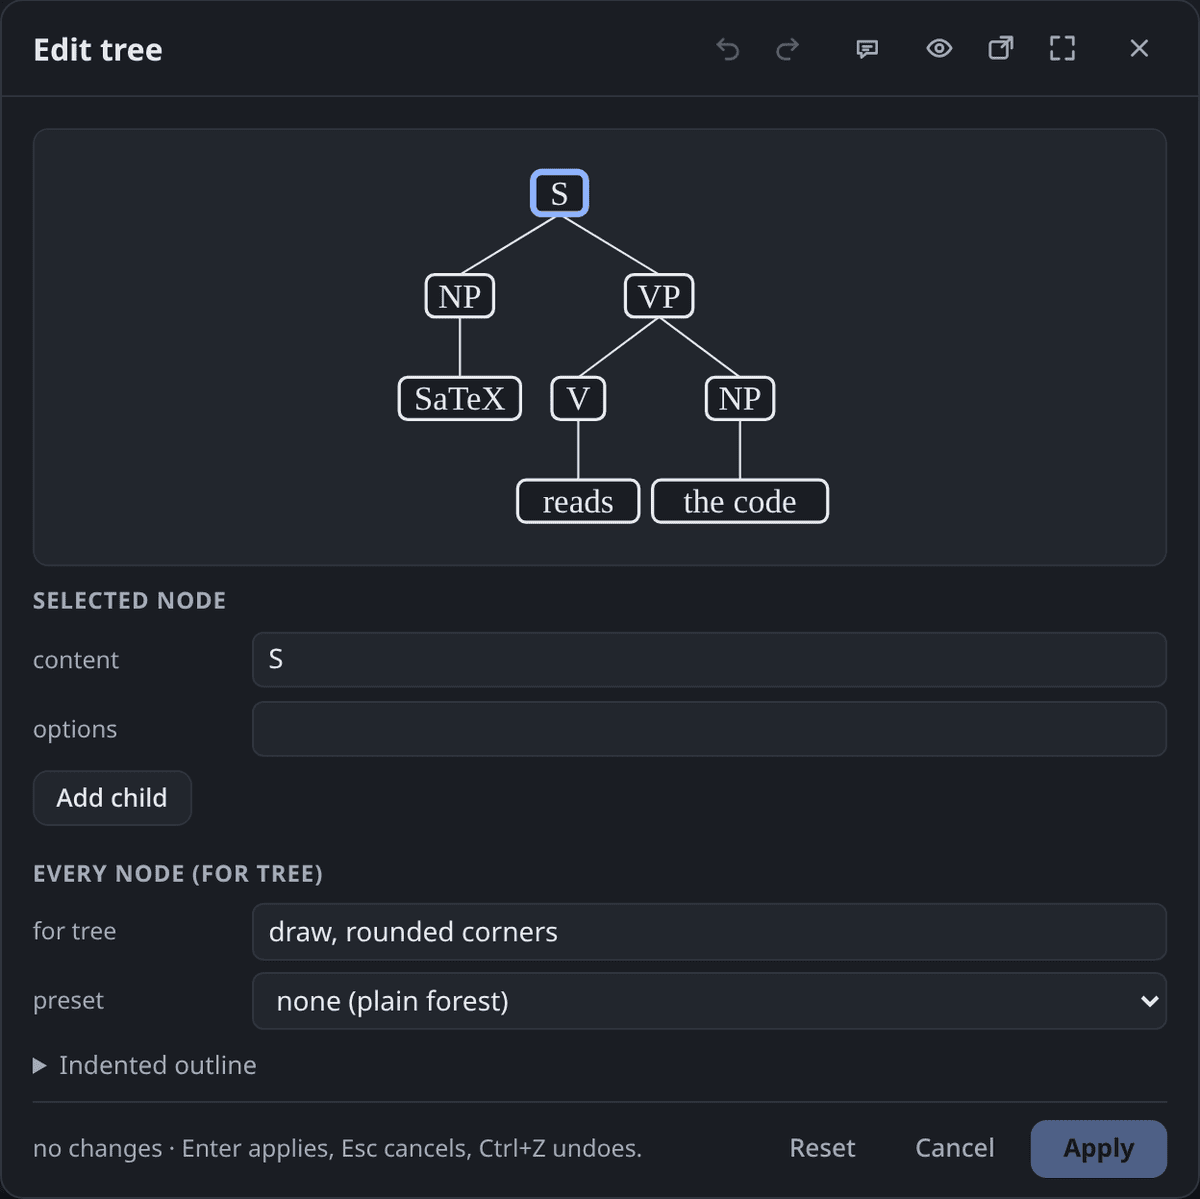 Edit tree
S
NP VP
SaTeX V NP
reads the code
SELECTED NODE
content S
options
Add child
EVERY NODE (FOR TREE)
for tree draw, rounded corners
preset none (plain forest)
Indented outline
no changes · Enter applies, Esc cancels, Ctrl+Z undoes. Reset Cancel Apply